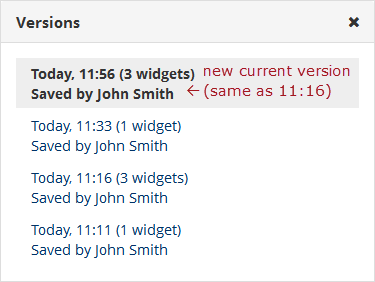 Versions
Today, 11:56 (3 widgets) new current version
Saved by John Smith ← (same as 11:16)
Today, 11:33 (1 widget)
Saved by John Smith
Today, 11:16 (3 widgets)
Saved by John Smith
Today, 11:11 (1 widget)
Saved by John Smith